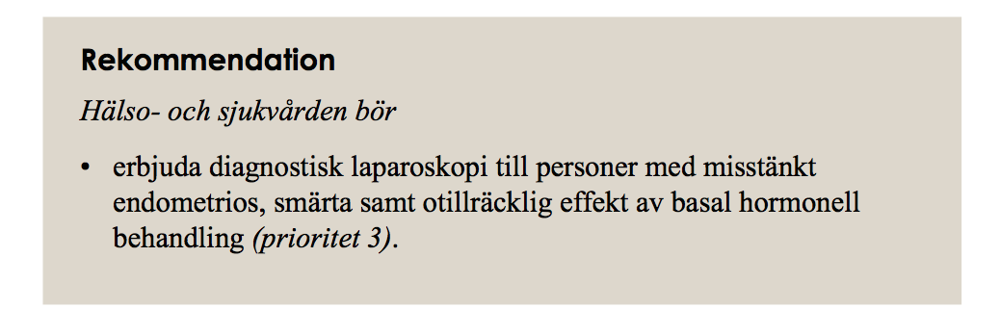 Rekommendation
Hälso- och sjukvården bör
• erbjuda diagnostisk laparoskopi till personer med misstänkt
endometrios, smärta samt otillräcklig effekt av basal hormonell
behandling (prioritet 3).